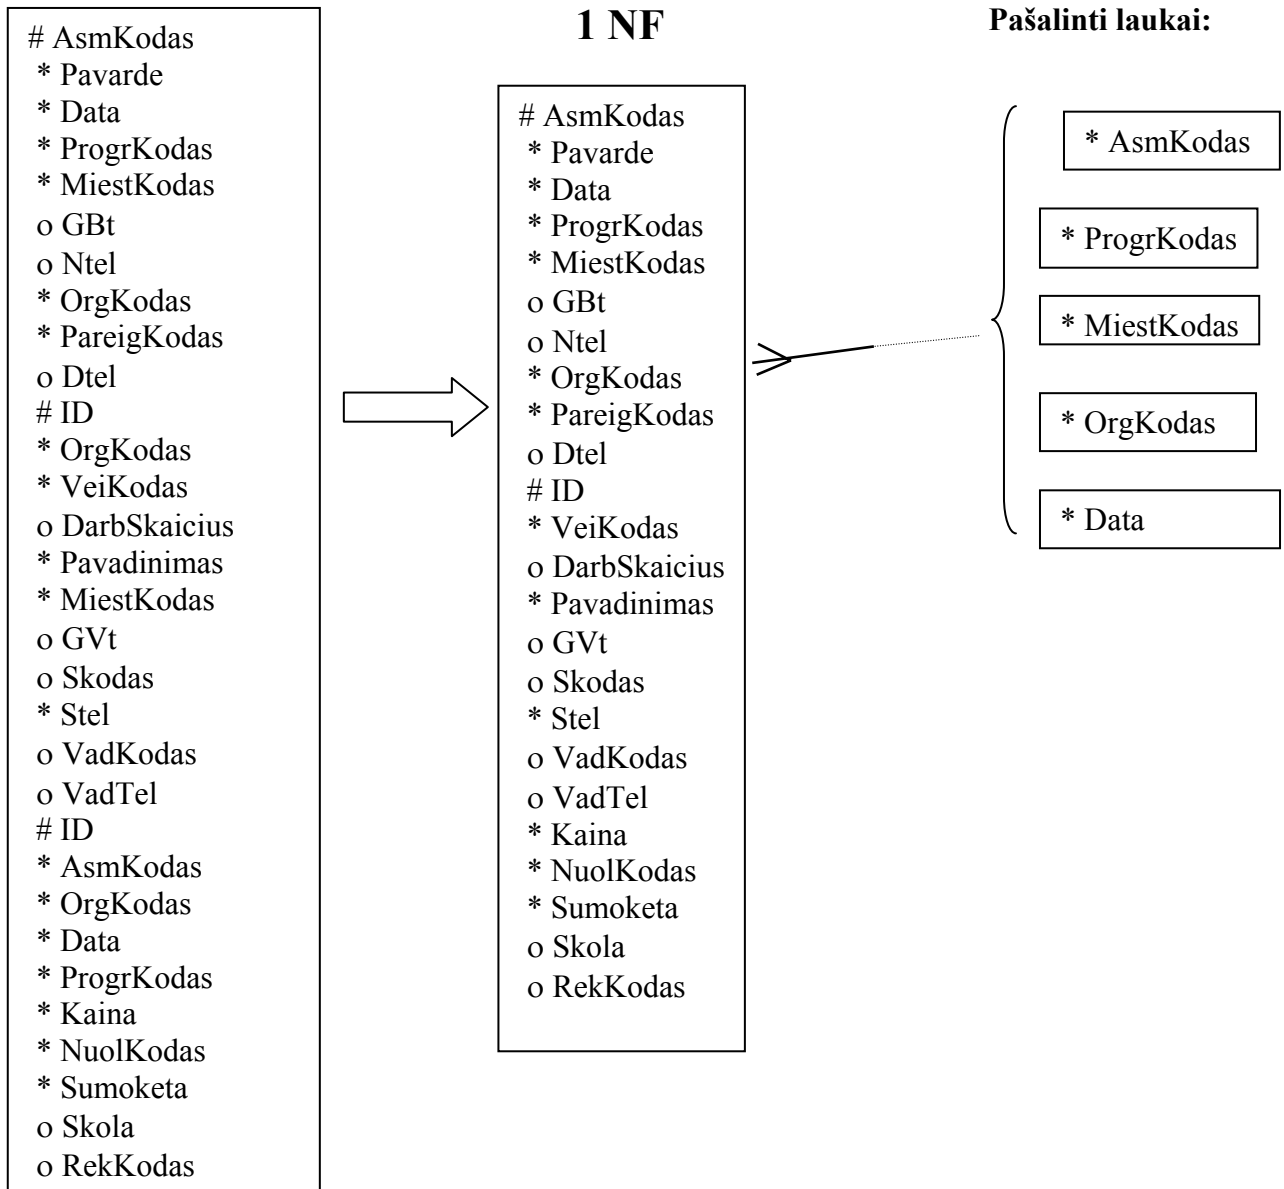 # AsmKodas
* Pavarde
* Data
* ProgrKodas
* MiestKodas
o GBt
o Ntel
* OrgKodas
* PareigKodas
o Dtel
# ID
* OrgKodas
* VeiKodas
o DarbSkaicius
* Pavadinimas
* MiestKodas
o GVt
o Skodas
* Stel
o VadKodas
o VadTel
# ID
* AsmKodas
* OrgKodas
* Data
* ProgrKodas
* Kaina
* NuolKodas
* Sumoketa
o Skola
o RekKodas
1 NF
# AsmKodas
* Pavarde
* Data
* ProgrKodas
* MiestKodas
o GBt
o Ntel
* OrgKodas
* PareigKodas
o Dtel
# ID
* VeiKodas
o DarbSkaicius
* Pavadinimas
o GVt
o Skodas
* Stel
o VadKodas
o VadTel
* Kaina
* NuolKodas
* Sumoketa
o Skola
o RekKodas
Pašalinti laukai:
* AsmKodas
* ProgrKodas
* MiestKodas
* OrgKodas
* Data